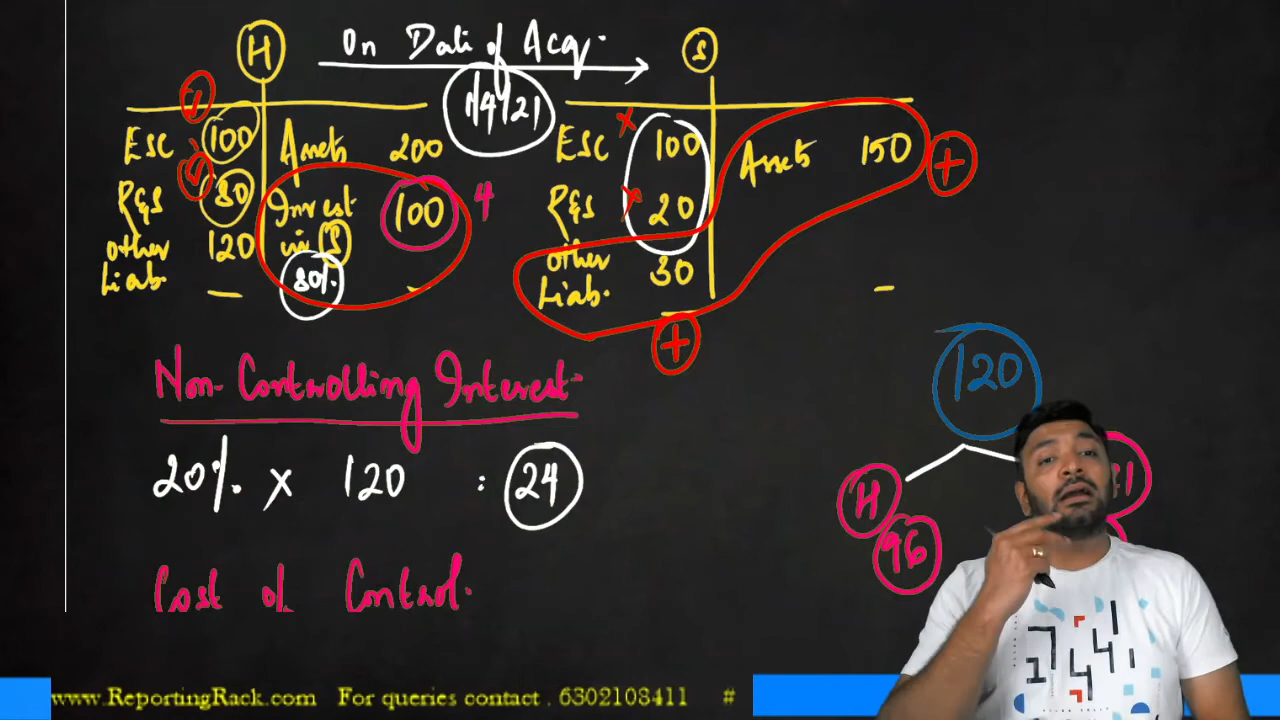 H On Date of Acq. S
1/4/21
1
ESC 100 Assets 200 ESC 100 Assets 150 +
R&S 80 Invest 100 4 R&S 20
in S
other 120 80% other 30
Liab. Liab.
+
Non-Controlling Interest
120
20% x 120 : 24
H
96
Cost of Control.
www.ReportingRack.com For queries contact . 6302108411 #